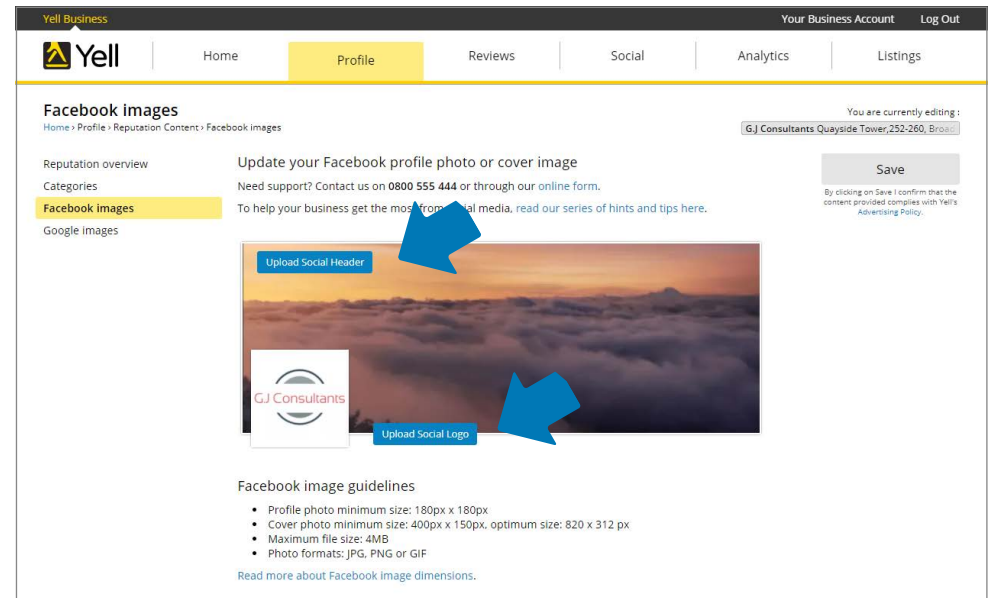 Yell Business
Your Business Account Log Out
Yell Home Profile Reviews Social Analytics Listings
Facebook images
Home › Profile › Reputation Content › Facebook images
You are currently editing :
G.J Consultants Quayside Tower,252-260, Broad
Reputation overview
Categories
Facebook images
Google images
Update your Facebook profile photo or cover image
Need support? Contact us on 0800 555 444 or through our online form.
To help your business get the most from social media, read our series of hints and tips here.
Save
By clicking on Save I confirm that the
content provided complies with Yell's
Advertising Policy.
Upload Social Header
GJ Consultants
Upload Social Logo
Facebook image guidelines
• Profile photo minimum size: 180px x 180px
• Cover photo minimum size: 400px x 150px, optimum size: 820 x 312 px
• Maximum file size: 4MB
• Photo formats: JPG, PNG or GIF
Read more about Facebook image dimensions.